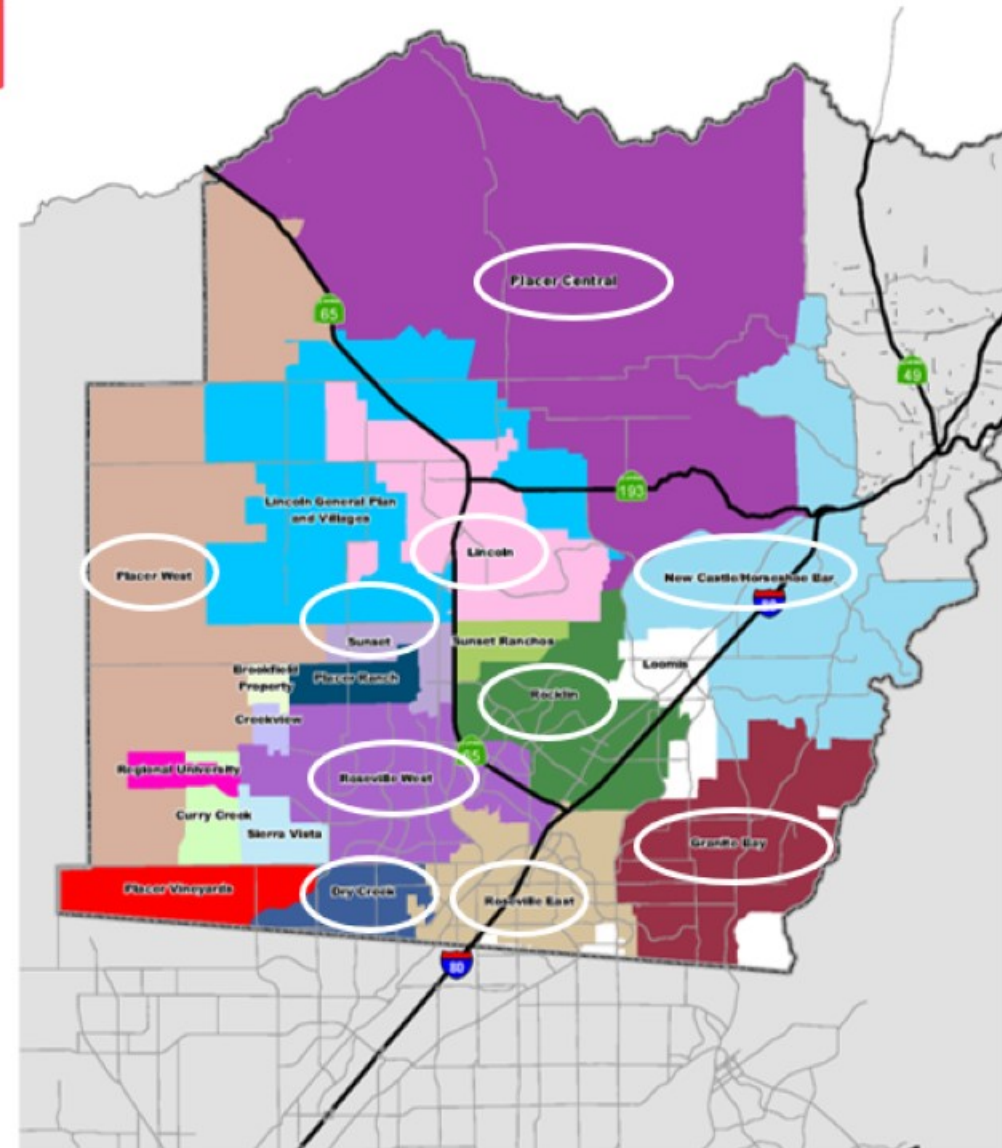 Placer Central
65
49
193
Lincoln General Plan
and Villages
Lincoln
Placer West
New Castle/Horseshoe Bar
80
Sunset
Sunset Ranchos
Loomis
Brookfield
Property
Placer Ranch
Rocklin
Creekview
65
Regional University
Roseville West
Curry Creek
Sierra Vista
Granite Bay
Placer Vineyards
Dry Creek
Roseville East
80